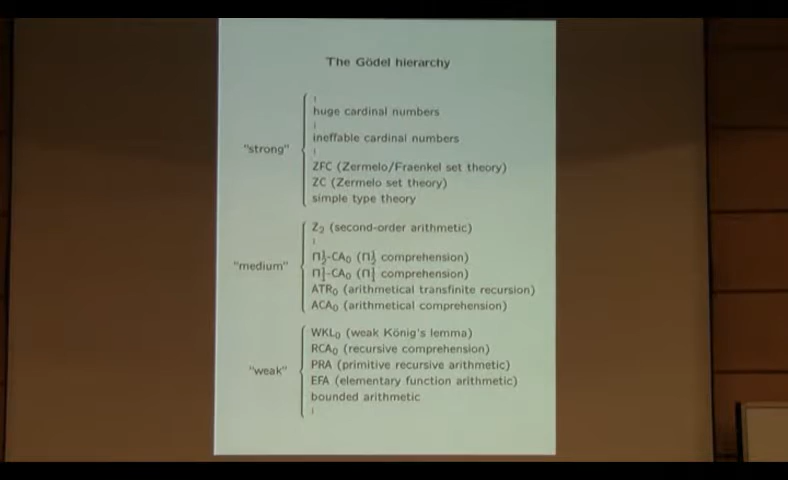 The Gödel hierarchy
⋮
huge cardinal numbers
⋮
ineffable cardinal numbers
⋮
"strong"
ZFC (Zermelo/Fraenkel set theory)
ZC (Zermelo set theory)
simple type theory
Z₂ (second-order arithmetic)
⋮
"medium"
Π¹₂-CA₀ (Π¹₂ comprehension)
Π¹₁-CA₀ (Π¹₁ comprehension)
ATR₀ (arithmetical transfinite recursion)
ACA₀ (arithmetical comprehension)
WKL₀ (weak König's lemma)
RCA₀ (recursive comprehension)
"weak"
PRA (primitive recursive arithmetic)
EFA (elementary function arithmetic)
bounded arithmetic
⋮